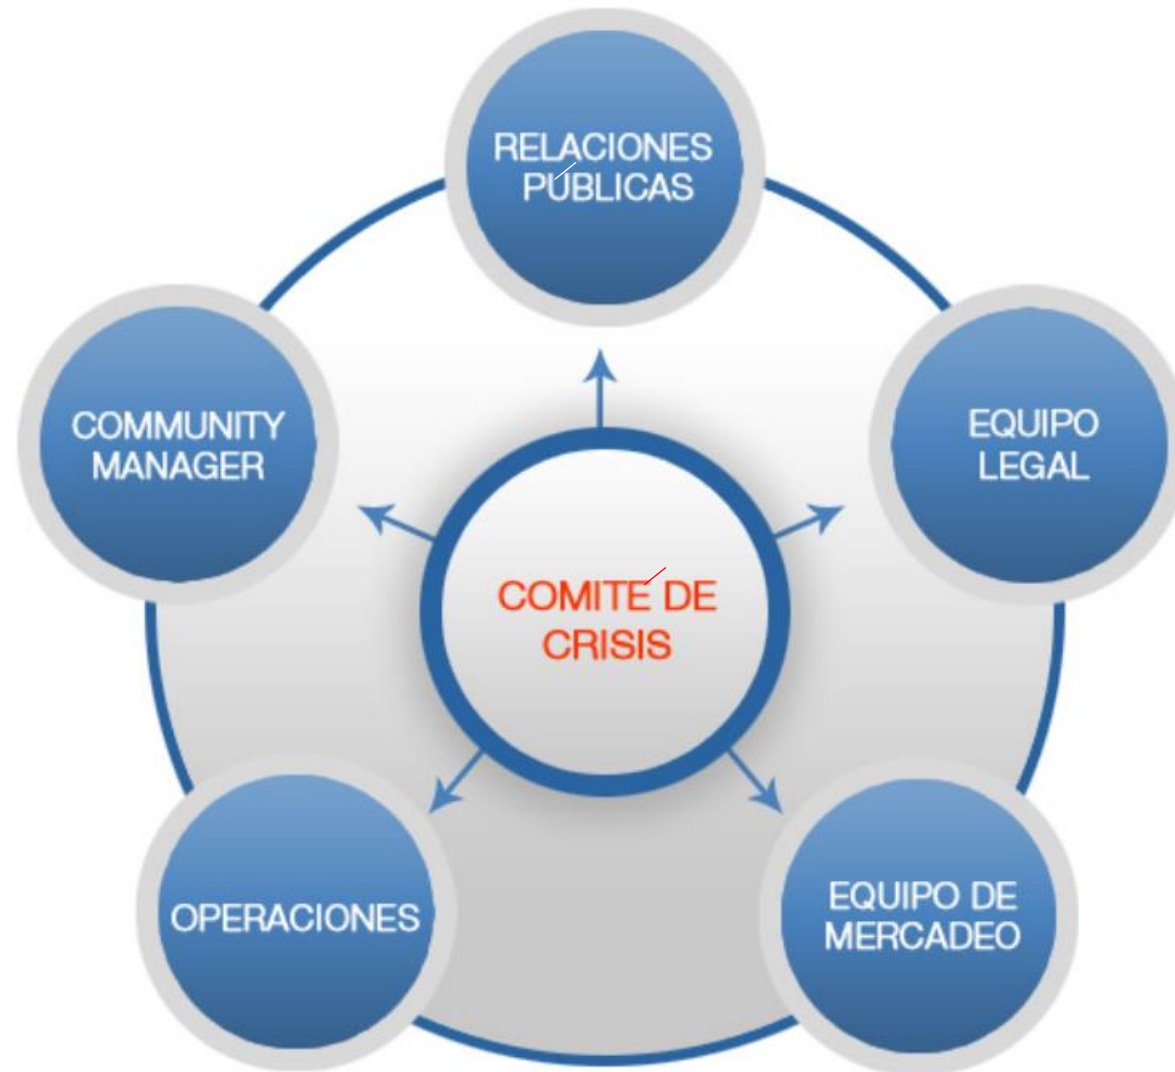 RELACIONES
PÚBLICAS
COMMUNITY
MANAGER
EQUIPO
LEGAL
COMITÉ DE
CRISIS
OPERACIONES
EQUIPO DE
MERCADEO